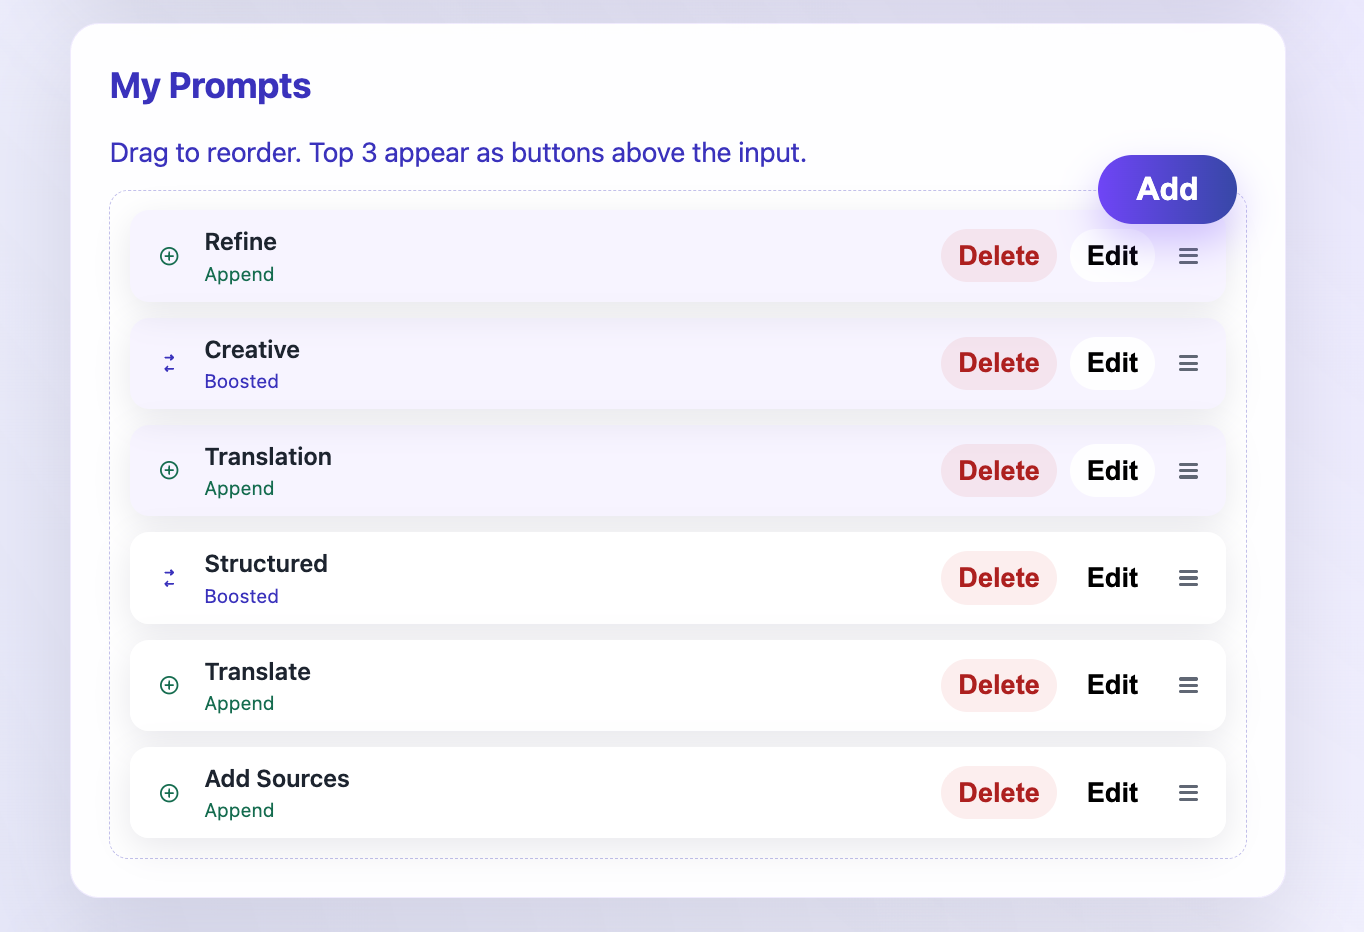 My Prompts
Drag to reorder. Top 3 appear as buttons above the input.
Add
Refine
Append
Delete Edit
Creative
Boosted
Delete Edit
Translation
Append
Delete Edit
Structured
Boosted
Delete Edit
Translate
Append
Delete Edit
Add Sources
Append
Delete Edit